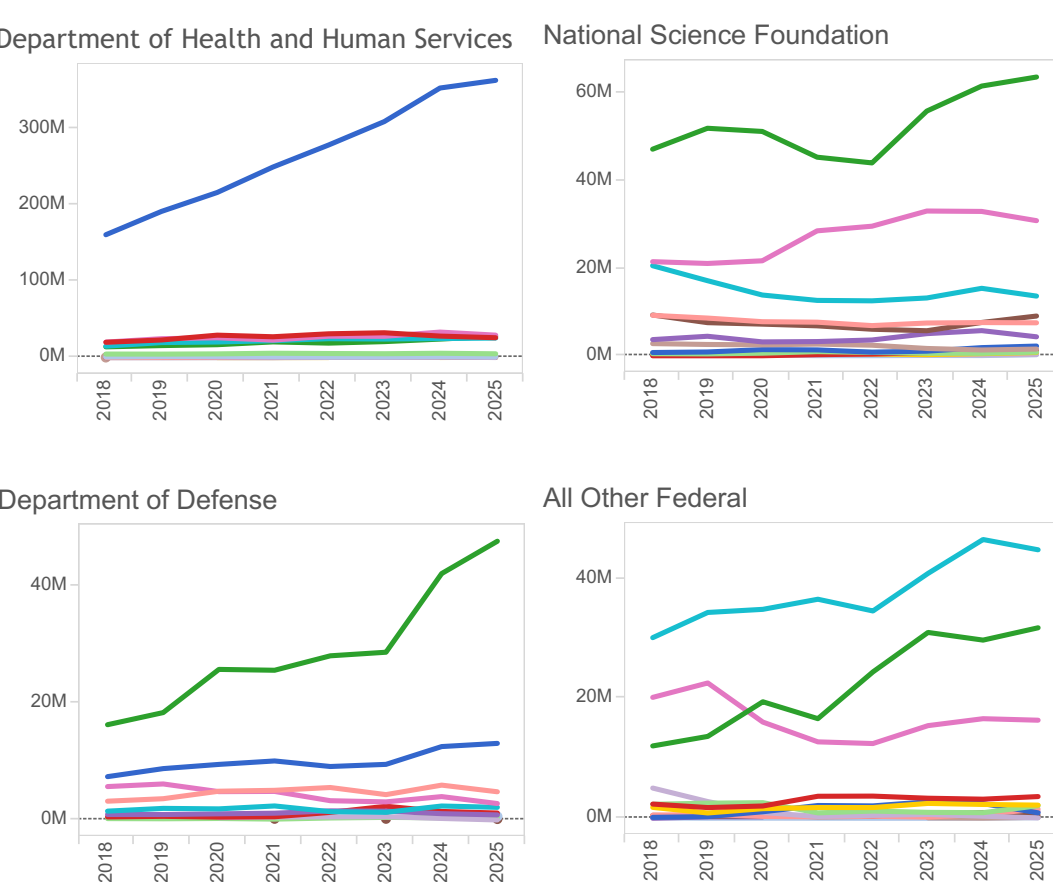 Department of Health and Human Services
300M
200M
100M
0M
2018 2019 2020 2021 2022 2023 2024 2025
National Science Foundation
60M
40M
20M
0M
2018 2019 2020 2021 2022 2023 2024 2025
Department of Defense
40M
20M
0M
2018 2019 2020 2021 2022 2023 2024 2025
All Other Federal
40M
20M
0M
2018 2019 2020 2021 2022 2023 2024 2025